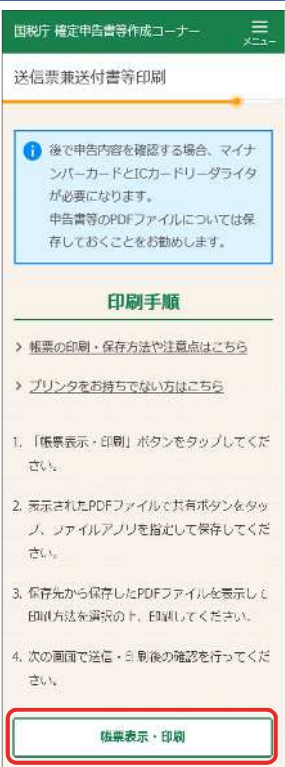 国税庁 確定申告書等作成コーナー
メニュー
送信票兼送付書等印刷
後で申告内容を確認する場合、マイナ
ンバーカードとICカードリーダライタ
が必要になります。
申告書等のPDFファイルについては保
存しておくことをお勧めします。
印刷手順
帳票の印刷・保存方法や注意点はこちら
プリンタをお持ちでない方はこちら
1. 「帳票表示・印刷」ボタンをタップしてくだ
さい。
2. 表示されたPDFファイルで共有ボタンをタッ
プ、ファイルアプリを指定して保存してくだ
さい。
3. 保存先から保存したPDFファイルを表示して
印刷方法を選択の上、印刷してください。
4. 次の画面で送信・印刷後の確認を行ってくだ
さい。
帳票表示・印刷